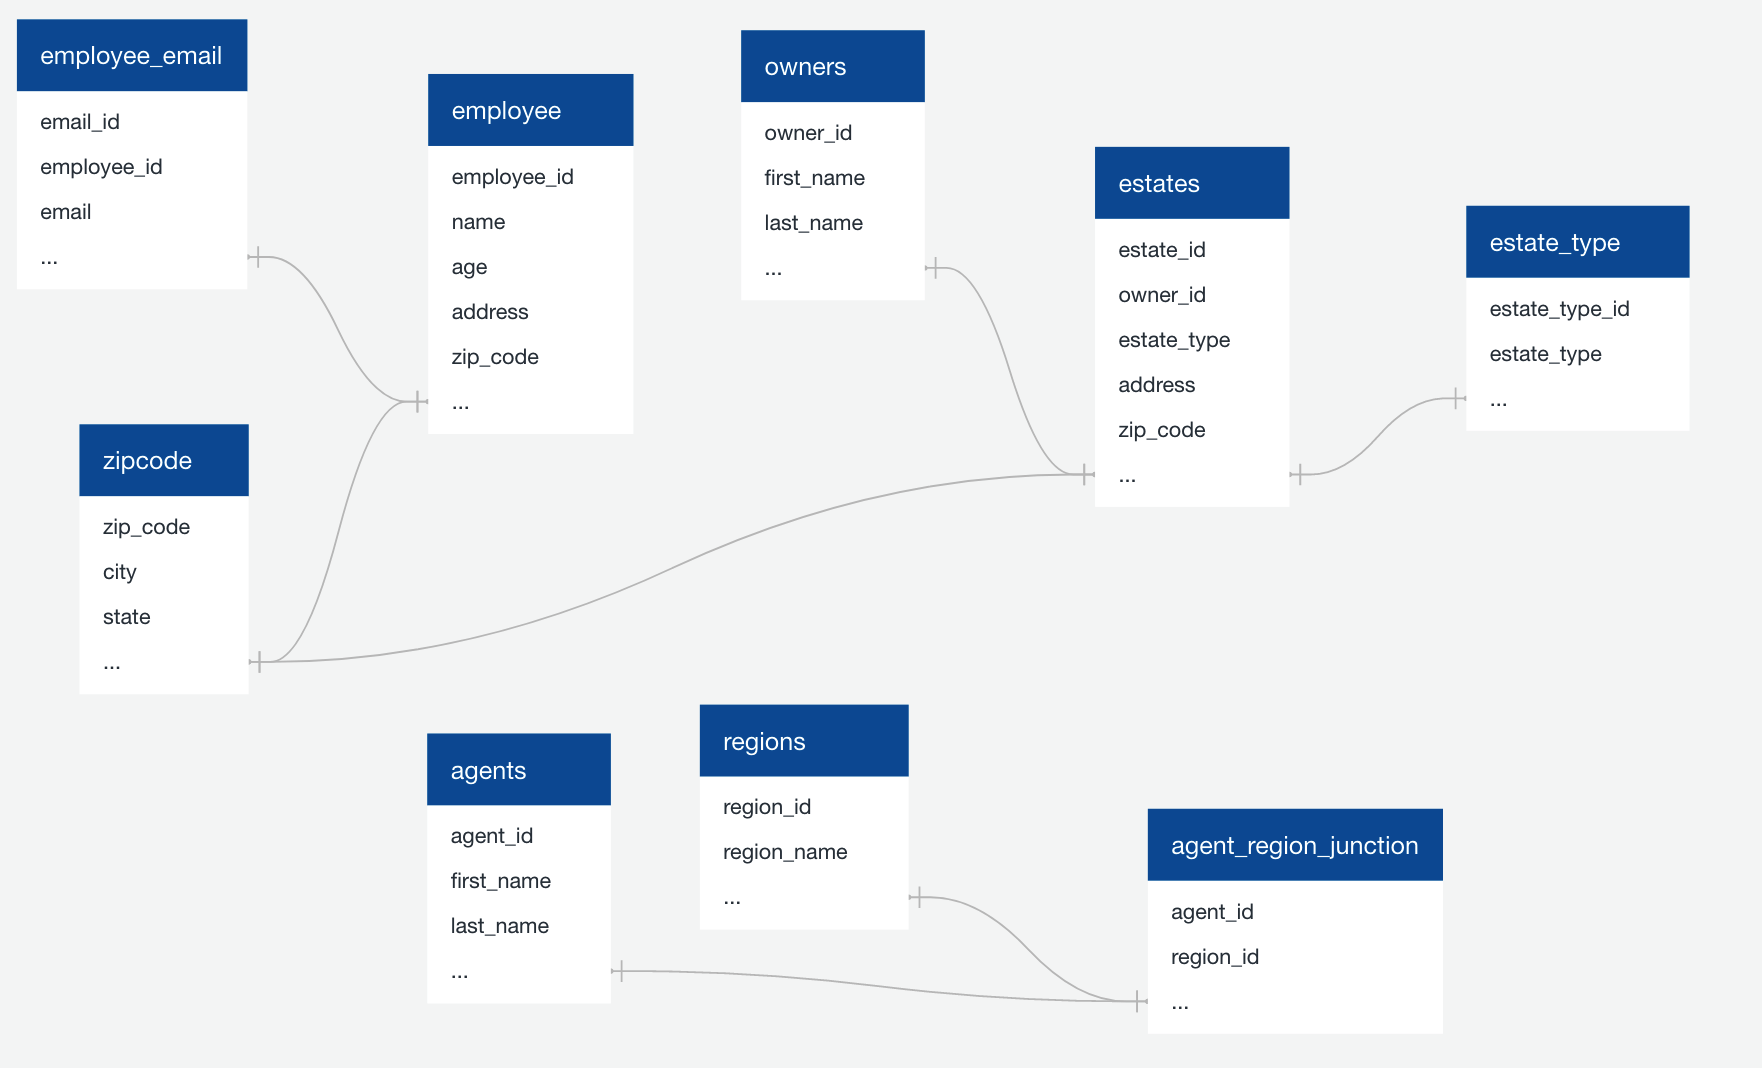 employee_email
email_id
employee_id
email
...
employee
employee_id
name
age
address
zip_code
...
owners
owner_id
first_name
last_name
...
estates
estate_id
owner_id
estate_type
address
zip_code
...
estate_type
estate_type_id
estate_type
...
zipcode
zip_code
city
state
...
agents
agent_id
first_name
last_name
...
regions
region_id
region_name
...
agent_region_junction
agent_id
region_id
...